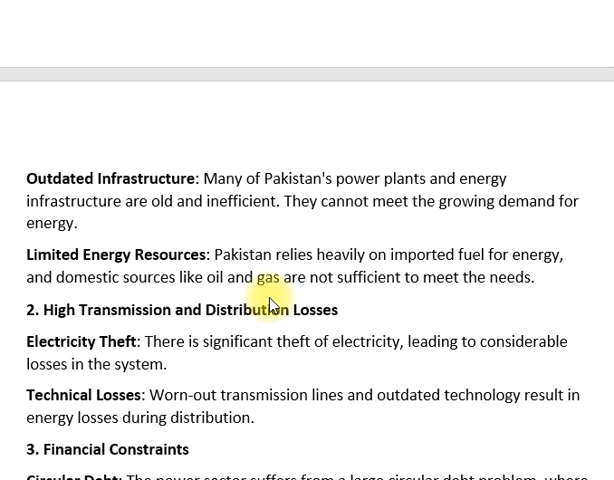 Outdated Infrastructure: Many of Pakistan's power plants and energy
infrastructure are old and inefficient. They cannot meet the growing demand for
energy.
Limited Energy Resources: Pakistan relies heavily on imported fuel for energy,
and domestic sources like oil and gas are not sufficient to meet the needs.
2. High Transmission and Distribution Losses
Electricity Theft: There is significant theft of electricity, leading to considerable
losses in the system.
Technical Losses: Worn-out transmission lines and outdated technology result in
energy losses during distribution.
3. Financial Constraints
Circular Debt: The power sector suffers from a large circular debt problem, where